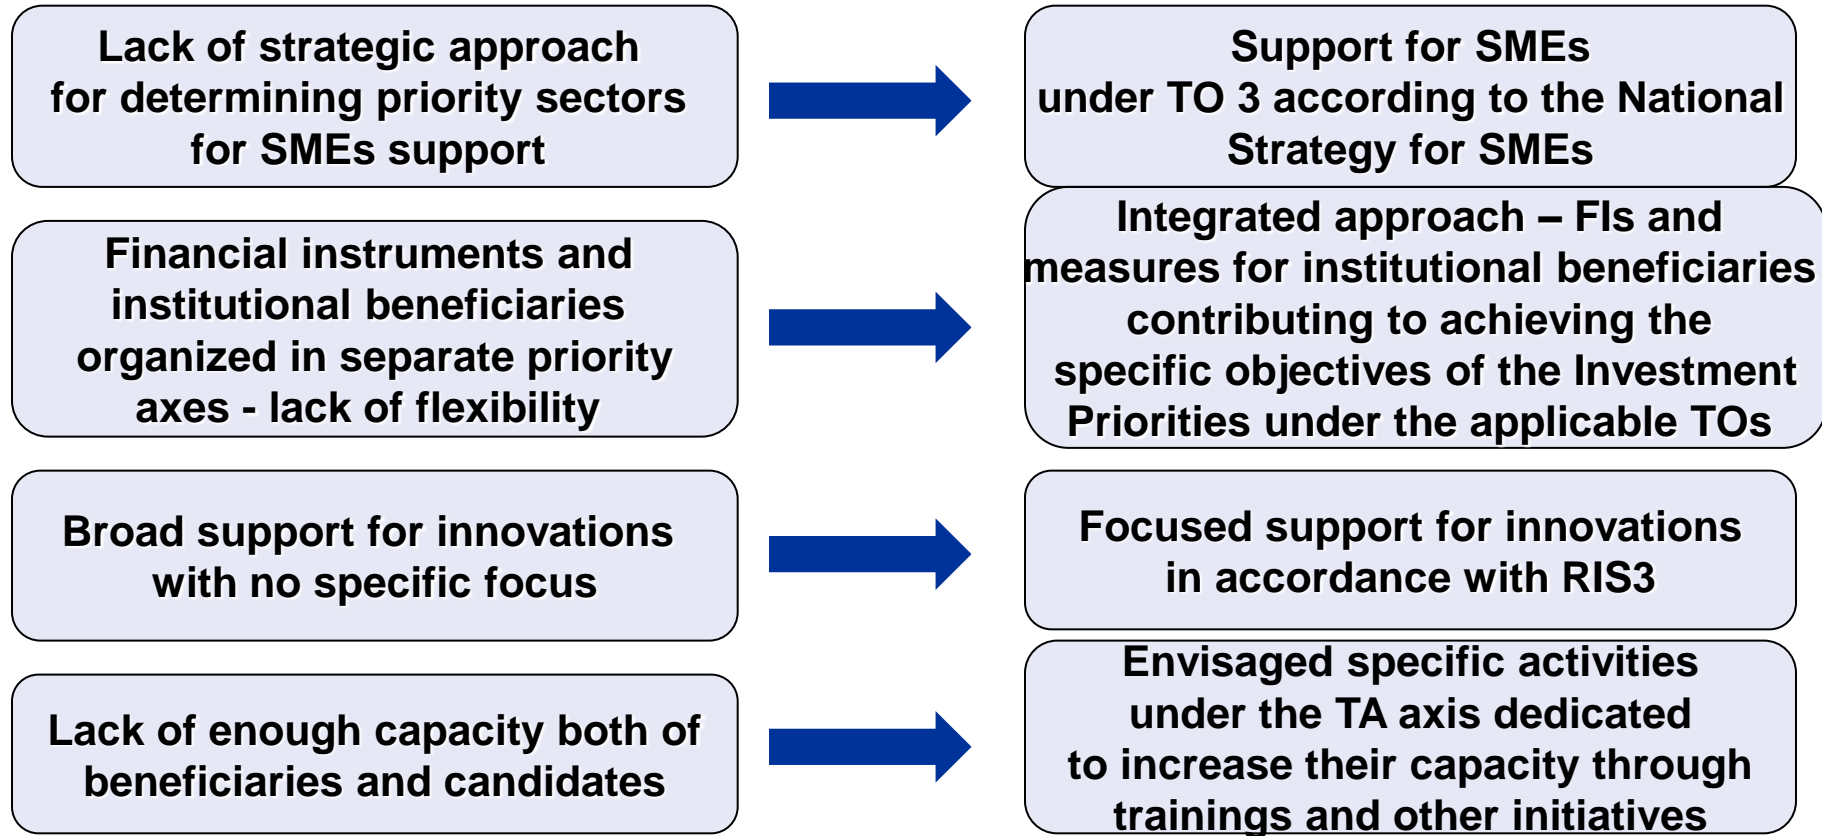 Lack of strategic approach
for determining priority sectors
for SMEs support
Support for SMEs
under TO 3 according to the National
Strategy for SMEs
Financial instruments and
institutional beneficiaries
organized in separate priority
axes - lack of flexibility
Integrated approach – FIs and
measures for institutional beneficiaries
contributing to achieving the
specific objectives of the Investment
Priorities under the applicable TOs
Broad support for innovations
with no specific focus
Focused support for innovations
in accordance with RIS3
Lack of enough capacity both of
beneficiaries and candidates
Envisaged specific activities
under the TA axis dedicated
to increase their capacity through
trainings and other initiatives